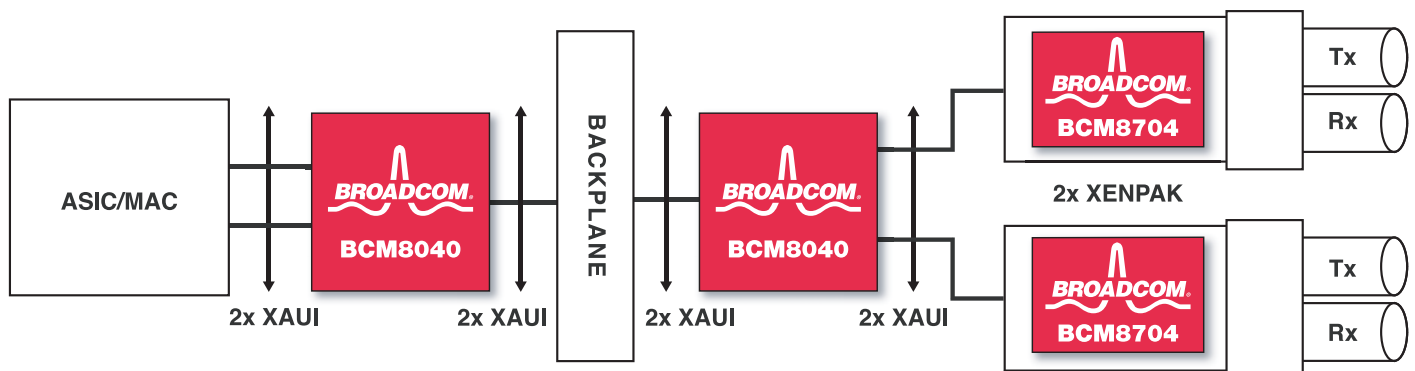 ASIC/MAC
2x XAUI
BROADCOM®
BCM8040
2x XAUI
BACKPLANE
2x XAUI
BROADCOM®
BCM8040
2x XAUI
BROADCOM®
BCM8704
Tx
Rx
2x XENPAK
BROADCOM®
BCM8704
Tx
Rx